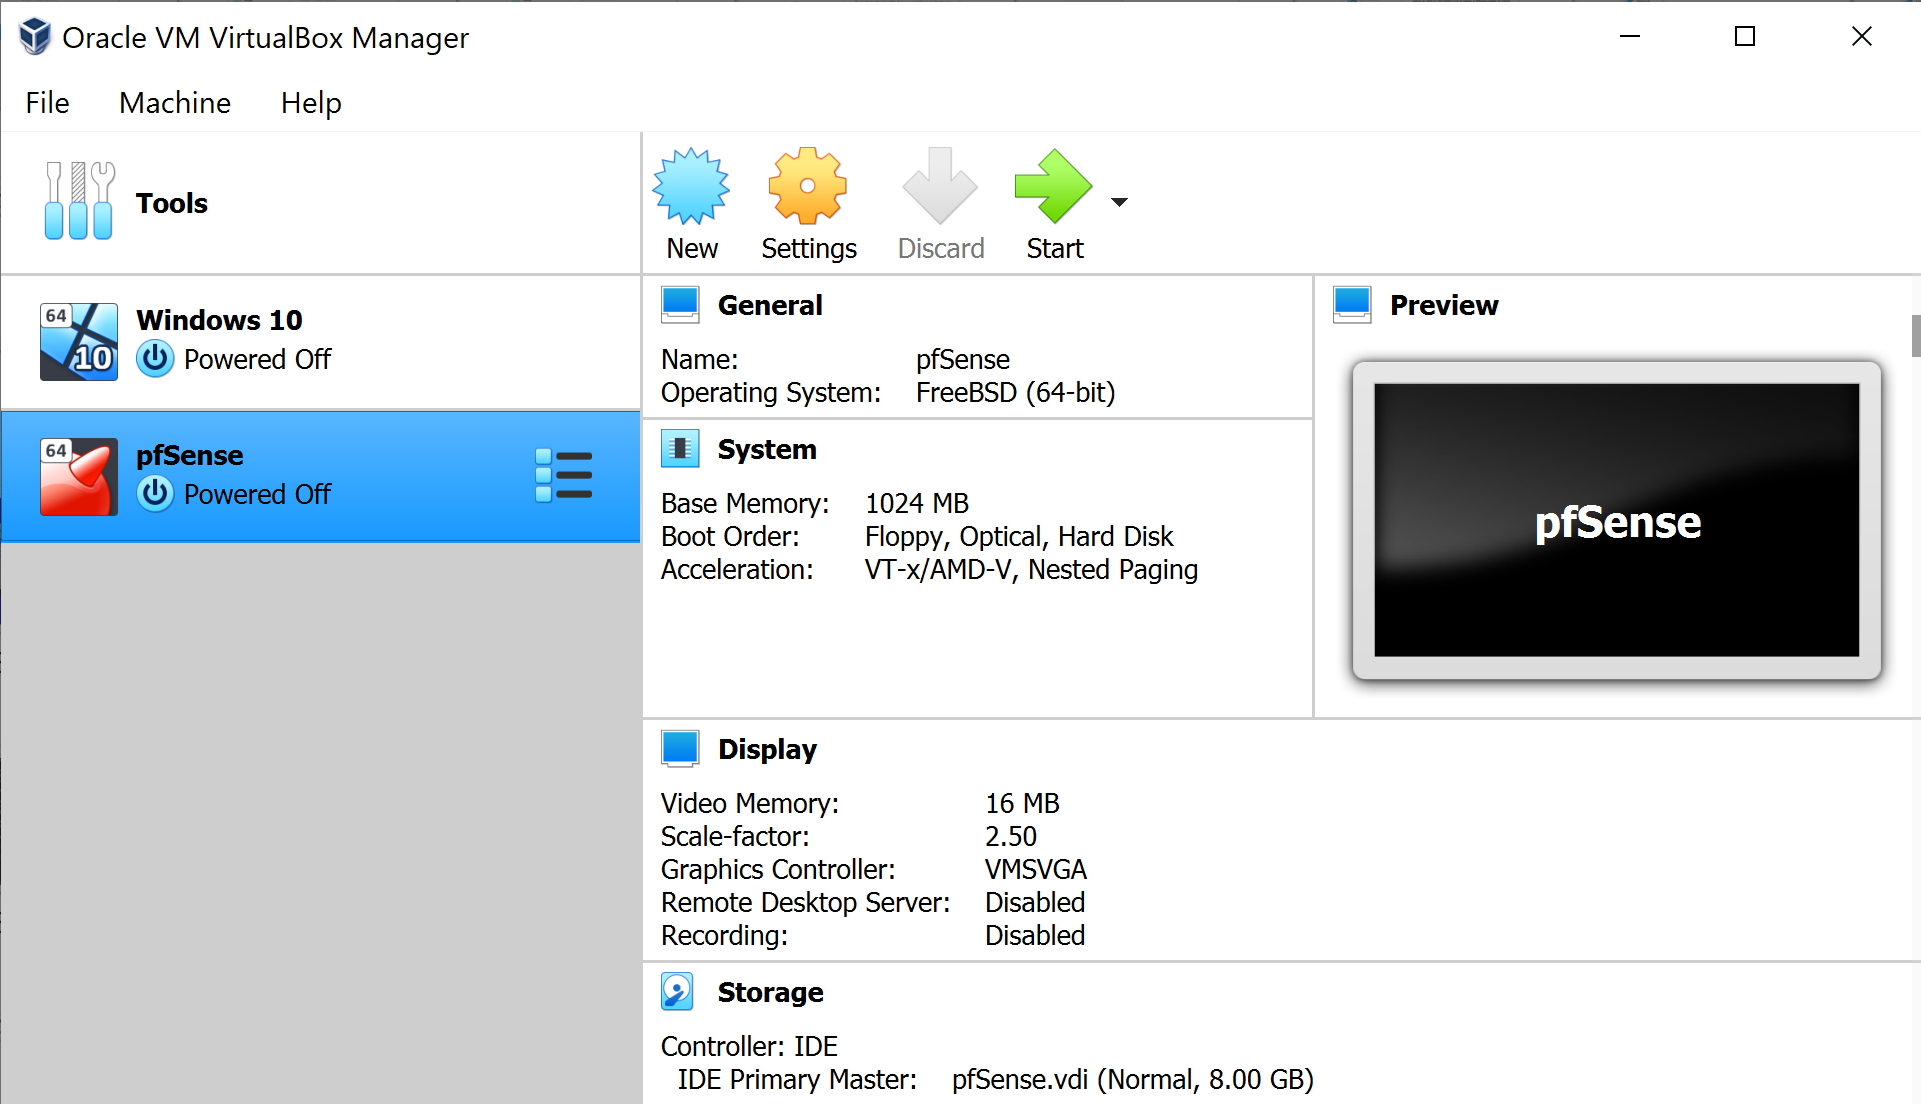 Oracle VM VirtualBox Manager
File Machine Help
Tools
New Settings Discard Start
64
10
Windows 10
Powered Off
64
pfSense
Powered Off
General
Name: pfSense
Operating System: FreeBSD (64-bit)
System
Base Memory: 1024 MB
Boot Order: Floppy, Optical, Hard Disk
Acceleration: VT-x/AMD-V, Nested Paging
Preview
pfSense
Display
Video Memory: 16 MB
Scale-factor: 2.50
Graphics Controller: VMSVGA
Remote Desktop Server: Disabled
Recording: Disabled
Storage
Controller: IDE
IDE Primary Master: pfSense.vdi (Normal, 8.00 GB)